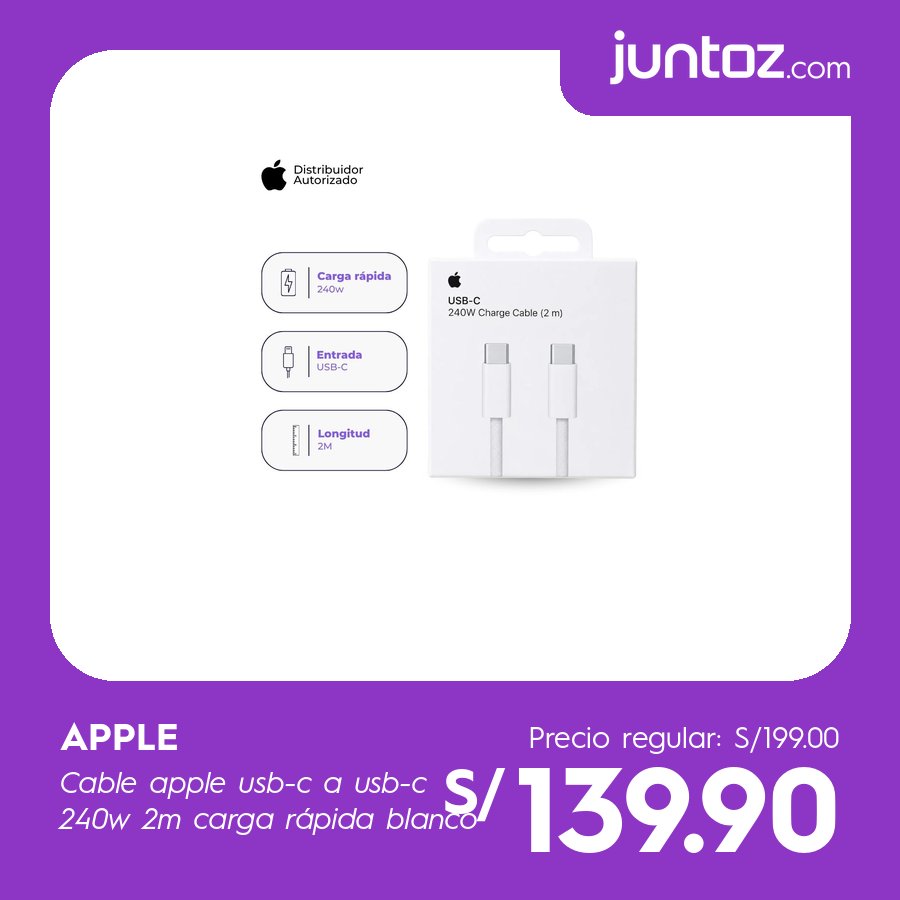 juntoz.com
Distribuidor
Autorizado
Carga rápida
240w
Entrada
USB-C
Longitud
2M
USB-C
240W Charge Cable (2 m)
APPLE
Cable apple usb-c a usb-c
240w 2m carga rápida blanco
Precio regular: S/199.00
S/139.90